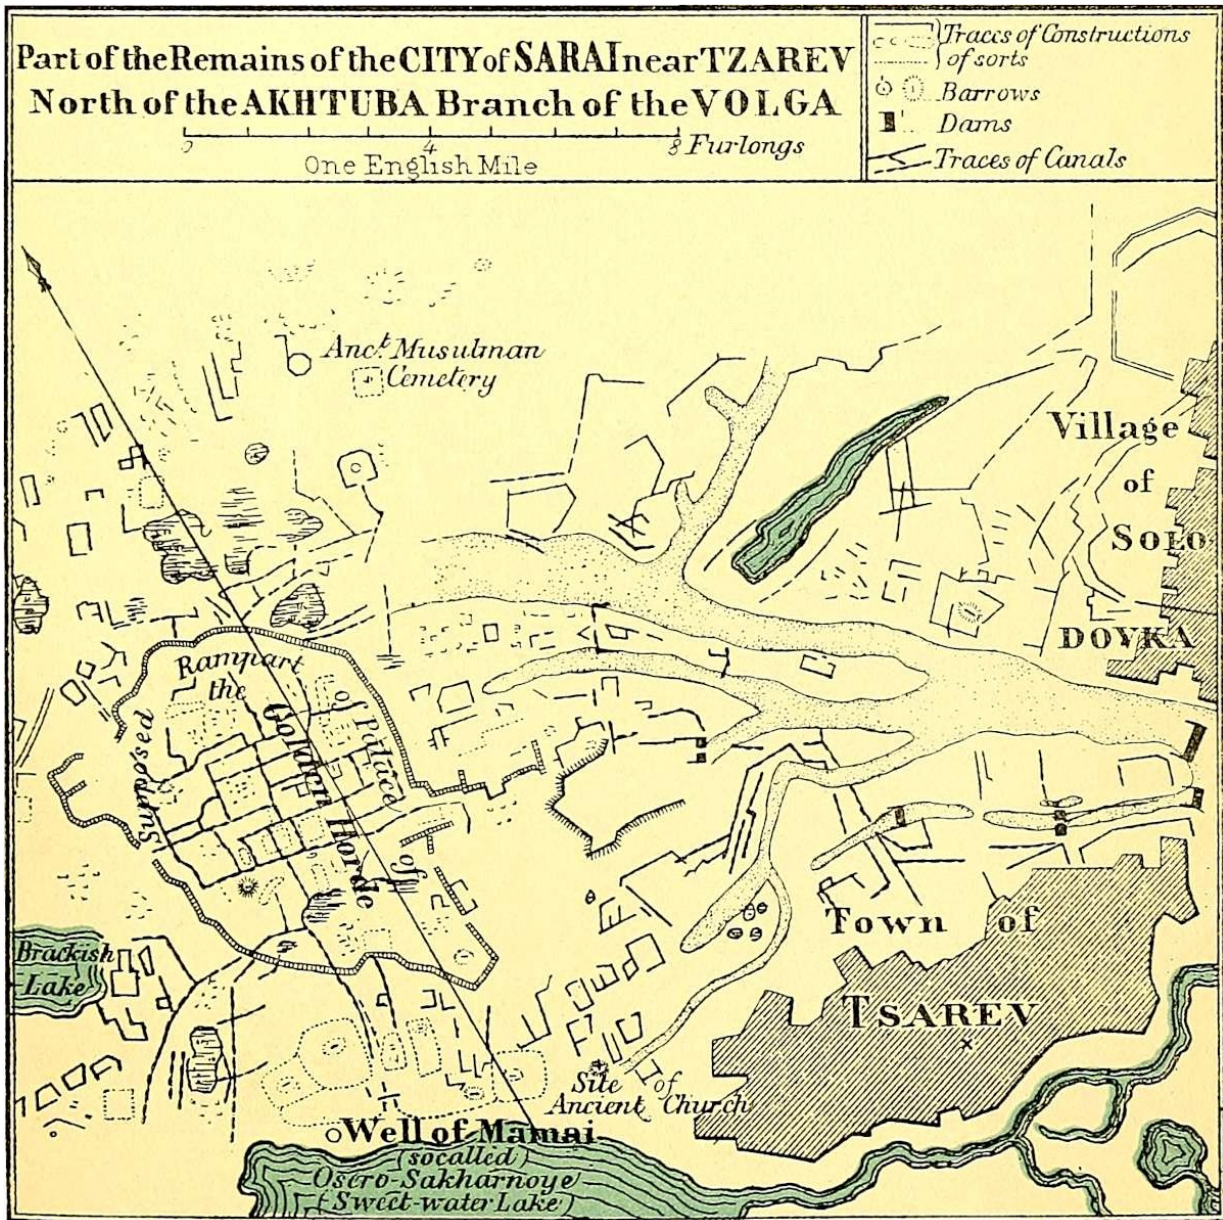 Part of the Remains of the CITY of SARAI near TZAREV
North of the AKHTUBA Branch of the VOLGA
0 4 8 Furlongs
One English Mile
Traces of Constructions
of sorts
Barrows
Dams
Traces of Canals
Anct. Musulman
Cemetery
Village
of
SOLO
DOVKA
Supposed
Rampart
the
Golden Horde
of Palace
of
Brackish
Lake
Town of
TSAREV
Site of
Ancient Church
Well of Mamai
(socalled)
Osero-Sakharnoye
(Sweet-water Lake)